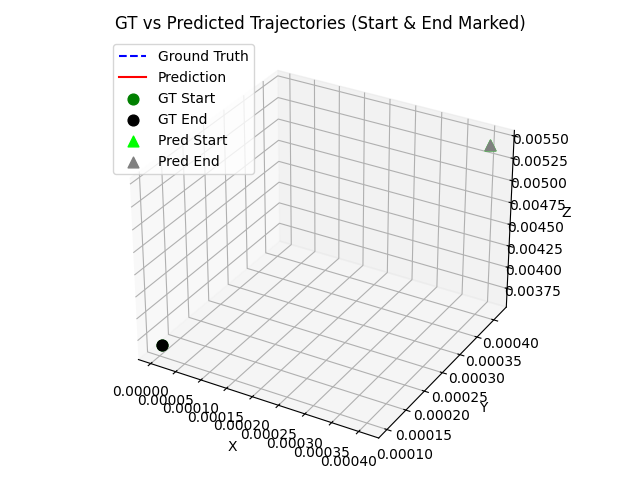 GT vs Predicted Trajectories (Start & End Marked)
Ground Truth
Prediction
GT Start
GT End
Pred Start
Pred End
0.00550
0.00525
0.00500
0.00475
Z
0.00450
0.00425
0.00400
0.00375
0.00040
0.00035
0.00030
0.00025
0.00020
0.00015
0.00010
Y
0.00000
0.00005
0.00010
0.00015
0.00020
0.00025
0.00030
0.00035
0.00040
X